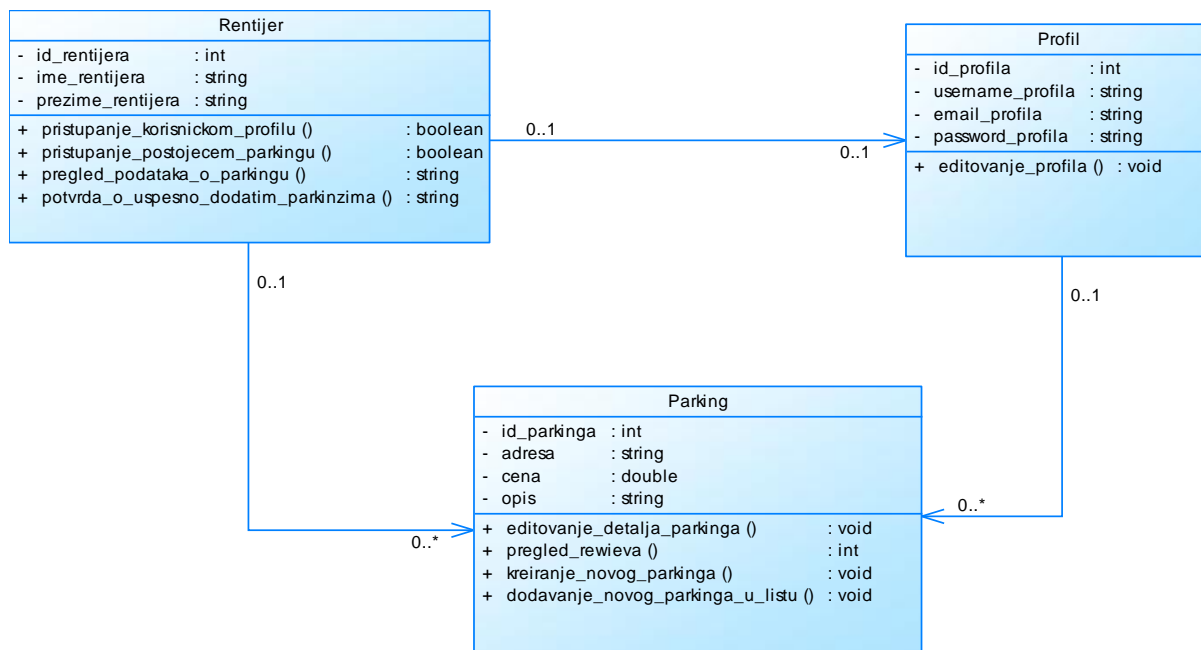 Rentijer
- id_rentijera : int
- ime_rentijera : string
- prezime_rentijera : string
+ pristupanje_korisnickom_profilu () : boolean
+ pristupanje_postojecem_parkingu () : boolean
+ pregled_podataka_o_parkingu () : string
+ potvrda_o_uspesno_dodatim_parkinzima () : string
Profil
- id_profila : int
- username_profila : string
- email_profila : string
- password_profila : string
+ editovanje_profila () : void
0..1
0..1
0..1
0..1
Parking
- id_parkinga : int
- adresa : string
- cena : double
- opis : string
+ editovanje_detalja_parkinga () : void
+ pregled_rewieva () : int
+ kreiranje_novog_parkinga () : void
+ dodavanje_novog_parkinga_u_listu () : void
0..*
0..*